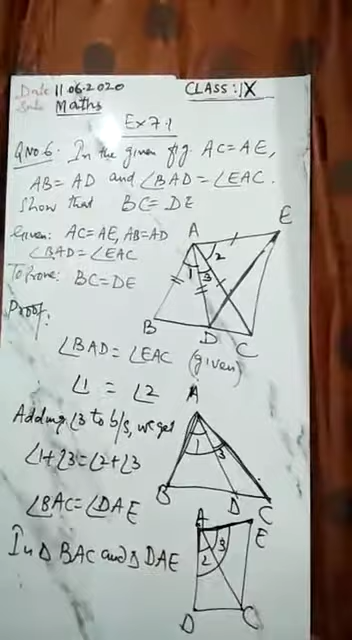 Date 11.06.2020 CLASS: IX
Sub: Maths
Ex 7.1
QNO.6. In the given fig. AC=AE,
AB=AD and ∠BAD=∠EAC.
Show that BC=DE
Given: AC=AE, AB=AD
∠BAD=∠EAC
To Prove: BC=DE
E
A
1 3 2
B D C
Proof:
∠BAD=∠EAC (given)
∠1 = ∠2
Adding ∠3 to b/s, we get
∠1+∠3=∠2+∠3
∠BAC=∠DAE
In Δ BAC and Δ DAE
A
1 3
B D C
A E
2 3
D C